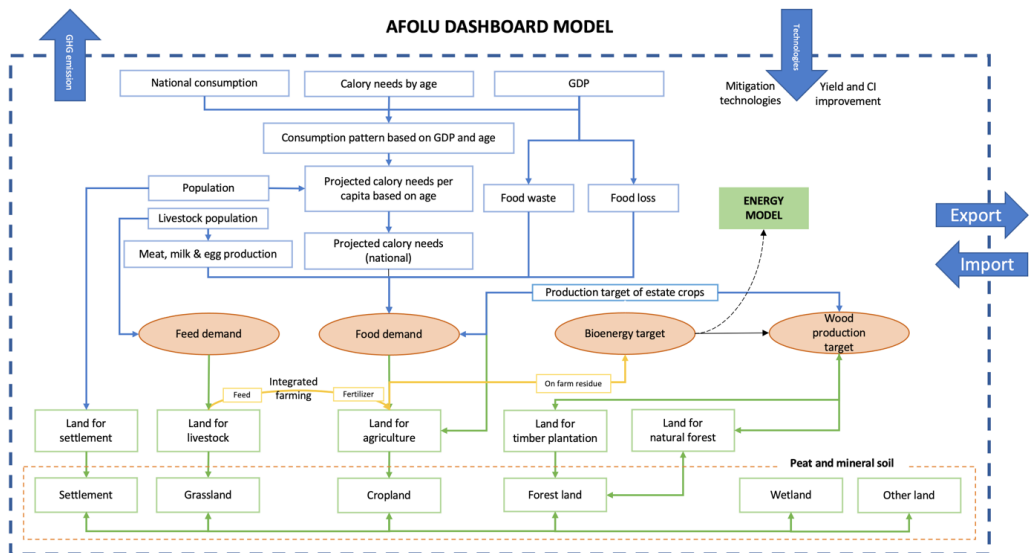 AFOLU DASHBOARD MODEL
GHG emission
Technologies
Mitigation
technologies
Yield and CI
improvement
National consumption
Calory needs by age
GDP
Consumption pattern based on GDP and age
Population
Projected calory needs per
capita based on age
Food waste
Food loss
ENERGY
MODEL
Livestock population
Export
Meat, milk & egg production
Projected calory needs
(national)
Import
Production target of estate crops
Feed demand
Food demand
Bioenergy target
Wood
production
target
Integrated
farming
Feed
Fertilizer
On farm residue
Land for
settlement
Land for
livestock
Land for
agriculture
Land for
timber plantation
Land for
natural forest
Peat and mineral soil
Settlement
Grassland
Cropland
Forest land
Wetland
Other land